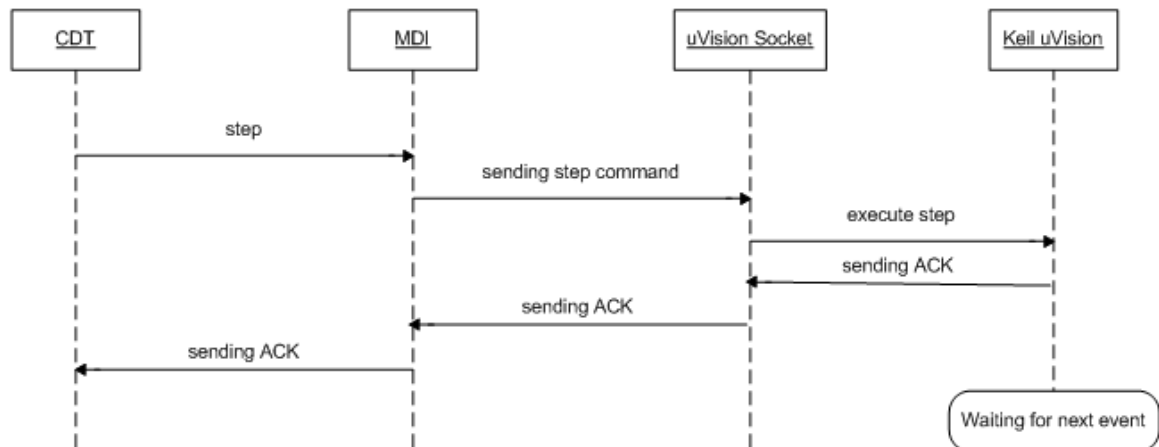 CDT
MDI
uVision Socket
Keil uVision
step
sending step command
execute step
sending ACK
sending ACK
sending ACK
Waiting for next event